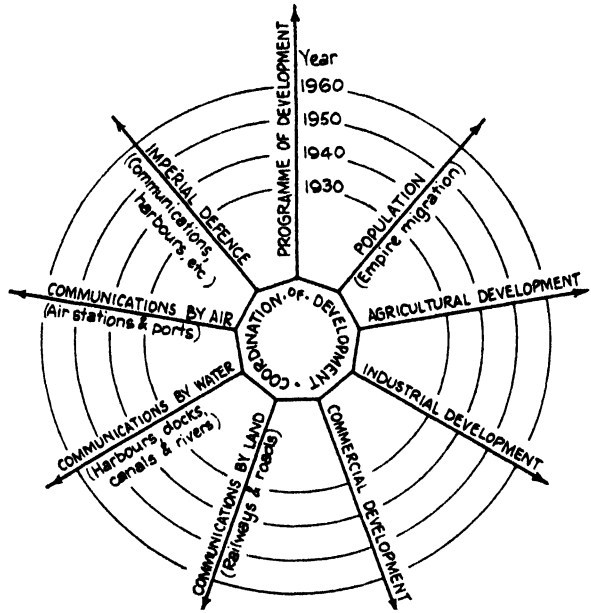 PROGRAMME OF DEVELOPMENT
Year
1960
1950
1940
1930
POPULATION
(Empire migration)
AGRICULTURAL DEVELOPMENT
INDUSTRIAL DEVELOPMENT
COMMERCIAL DEVELOPMENT
COMMUNICATIONS BY LAND
(Railways & roads)
COMMUNICATIONS BY WATER
(Harbours, docks,
canals & rivers)
COMMUNICATIONS BY AIR
(Air stations & ports)
IMPERIAL DEFENCE
(Communications,
harbours, etc.)
COORDINATION · OF · DEVELOPMENT ·